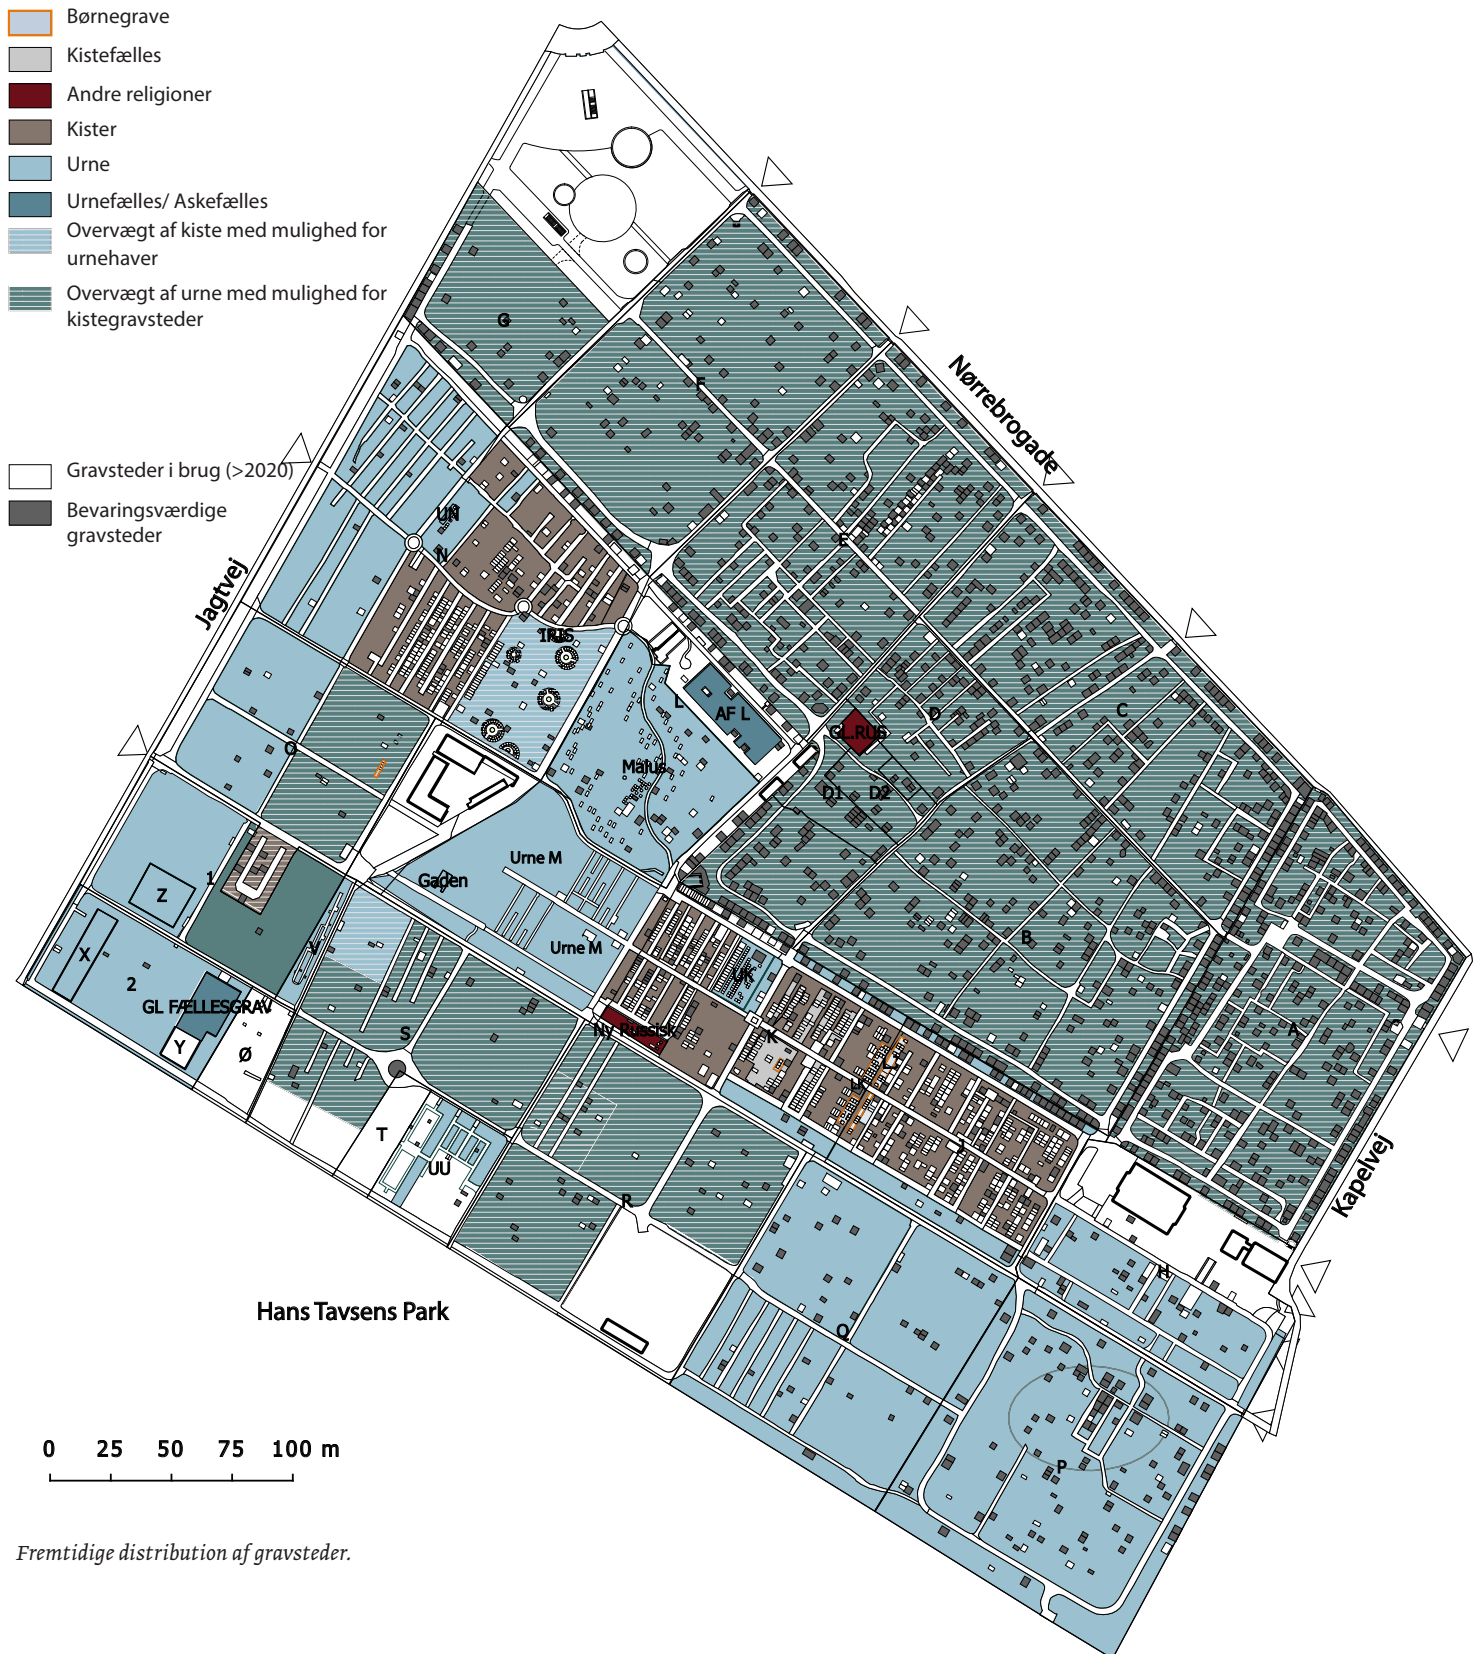 Børnegrave
Kistefælles
Andre religioner
Kister
Urne
Urnefælles/ Askefælles
Overvægt af kiste med mulighed for
urnehaver
Overvægt af urne med mulighed for
kistegravsteder
Gravsteder i brug (>2020)
Bevaringsværdige
gravsteder
Nørrebrogade
Jagtvej
Kapelvej
G
F
E
UN
N
IRIS
L
AF L
GL.RUS
D
C
D1
D2
Majus
O
Urne M
Gaden
1
Z
V
Urne M
X
2
GL FÆLLESGRAV
Y
Ø
S
UK
Ny Russisk
K
LK
B
A
T
UU
J
R
H
Q
P
Hans Tavsens Park
0 25 50 75 100 m
Fremtidige distribution af gravsteder.